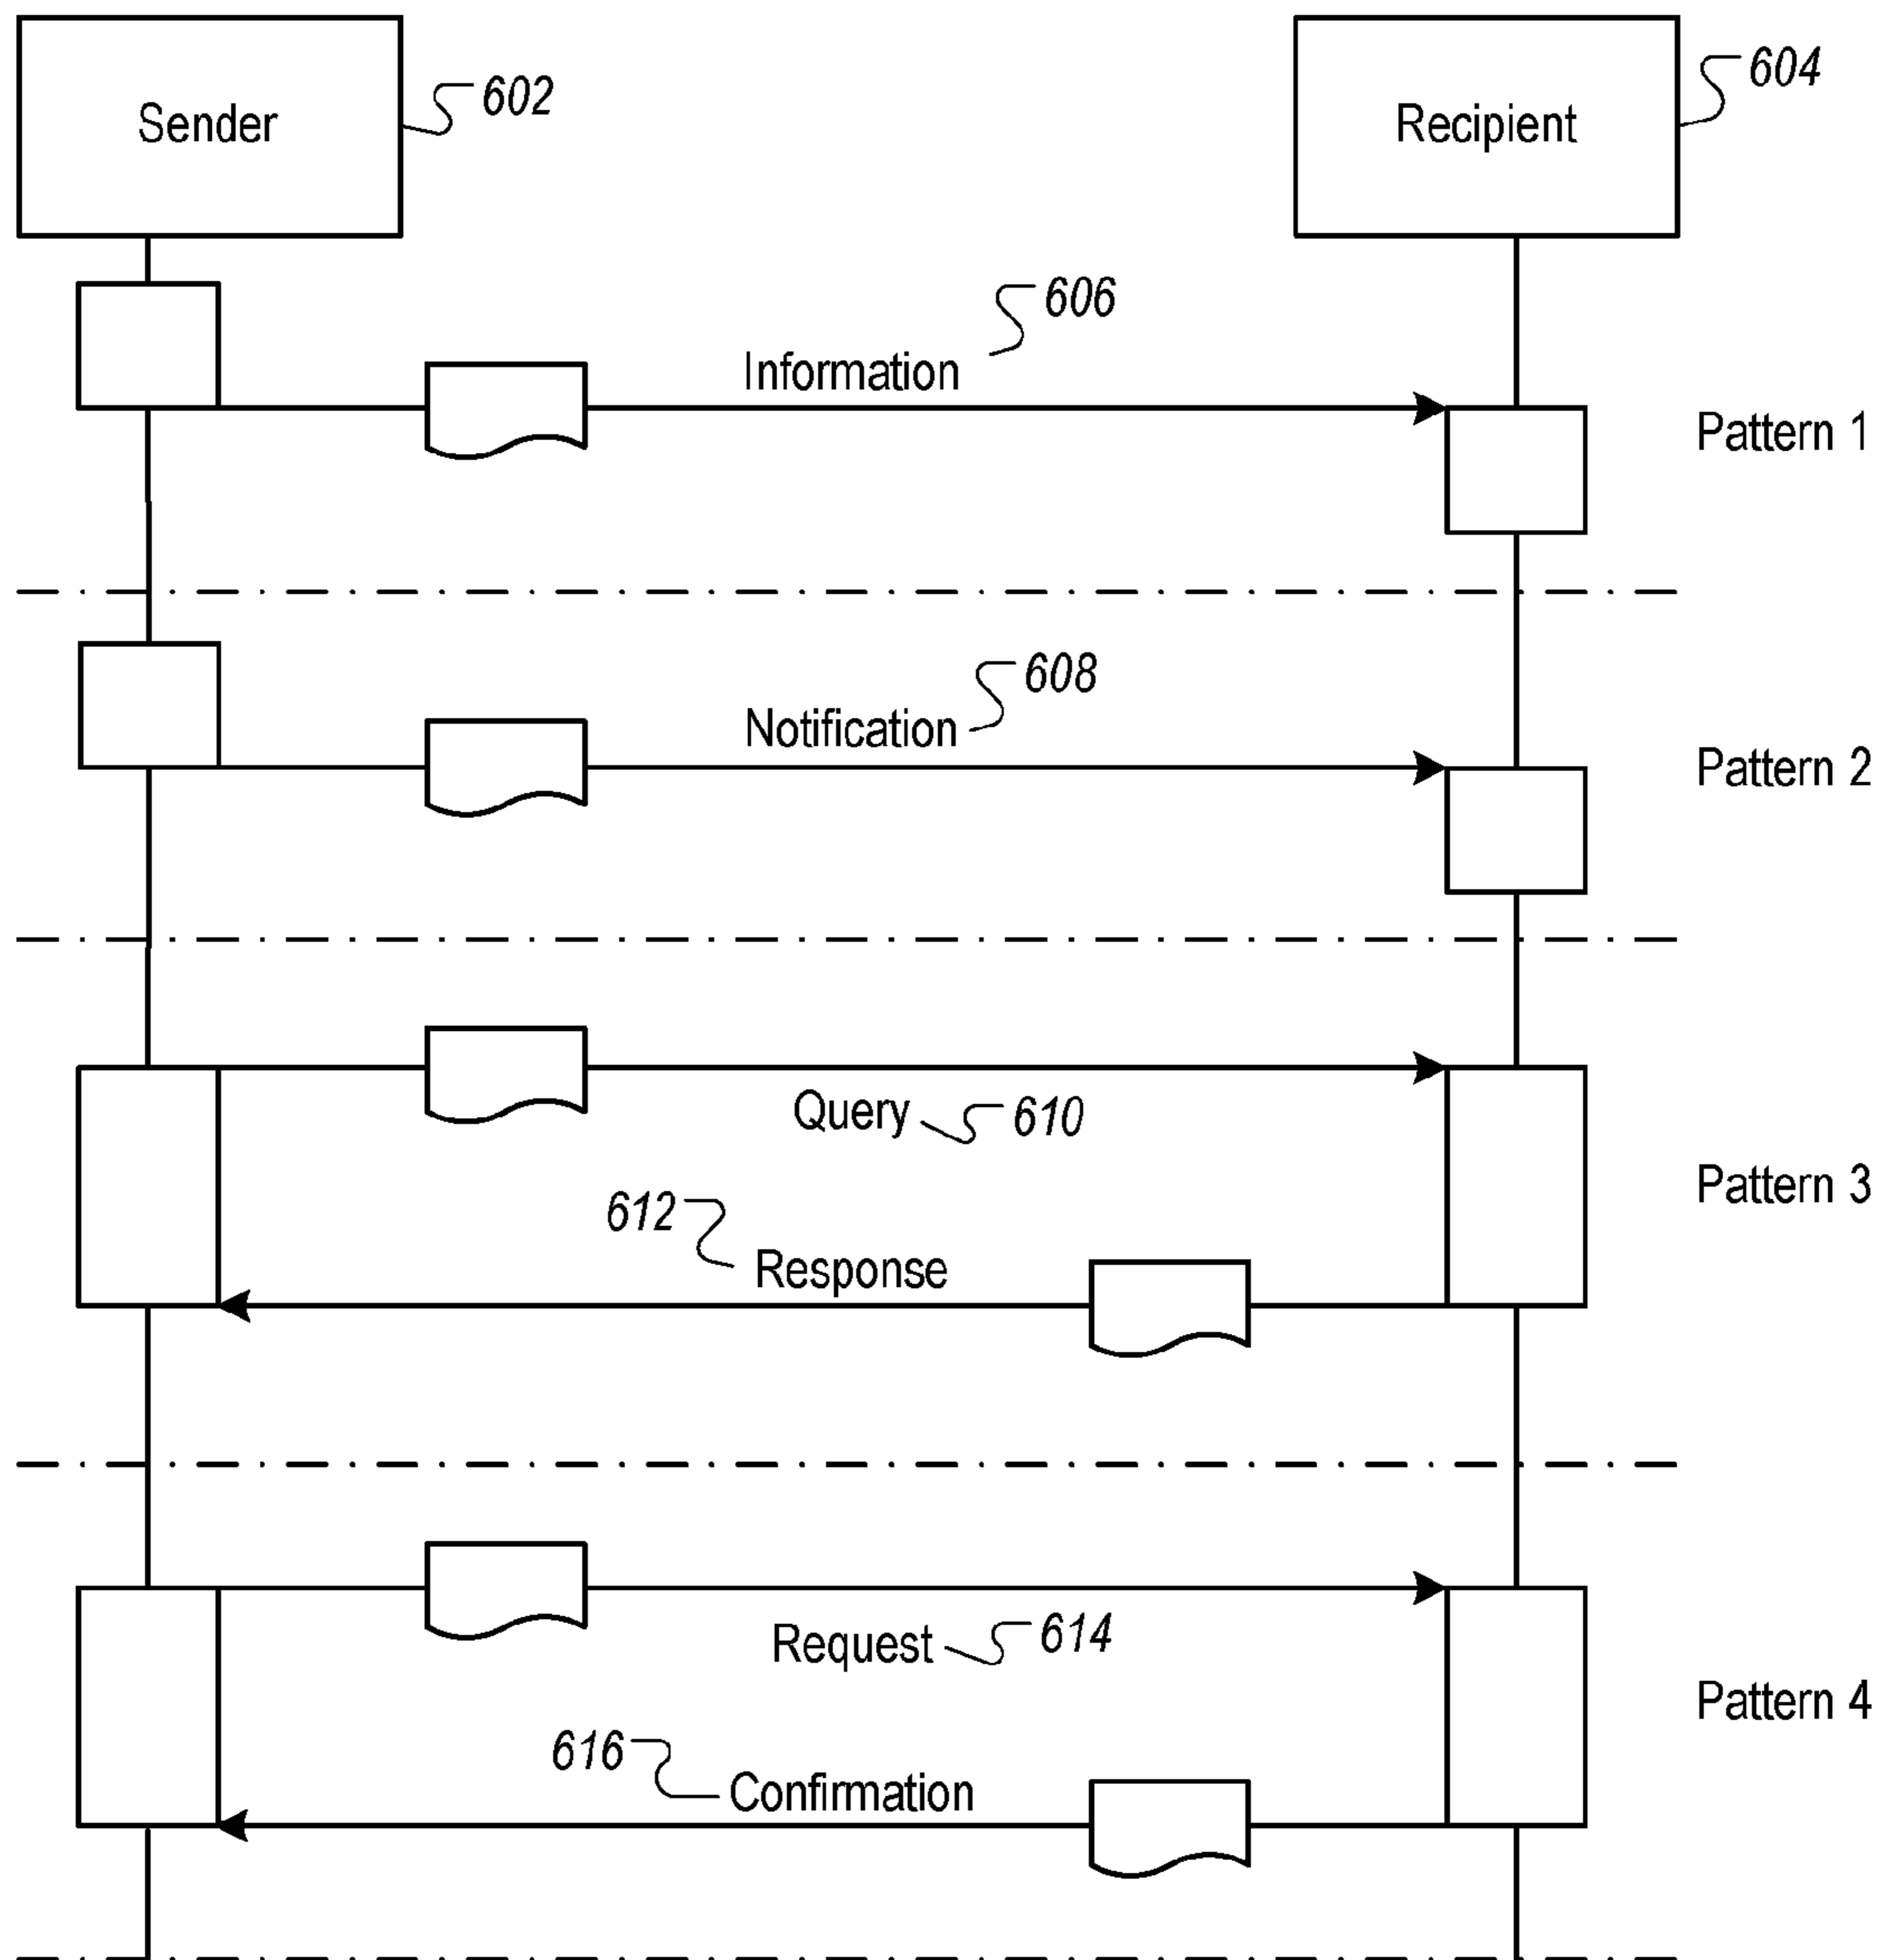 Sender
602
Recipient
604
Information
606
Pattern 1
Notification
608
Pattern 2
Query
610
612
Response
Pattern 3
Request
614
616
Confirmation
Pattern 4